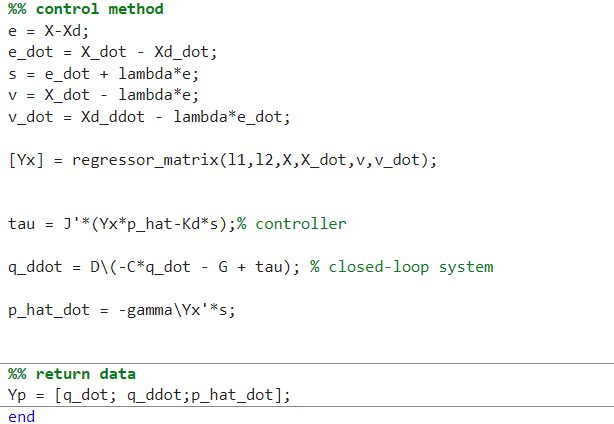 %% control method
e = X-Xd;
e_dot = X_dot - Xd_dot;
s = e_dot + lambda*e;
v = X_dot - lambda*e;
v_dot = Xd_ddot - lambda*e_dot;
[Yx] = regressor_matrix(l1,l2,X,X_dot,v,v_dot);
tau = J'*(Yx*p_hat-Kd*s);% controller
q_ddot = D\(-C*q_dot - G + tau); % closed-loop system
p_hat_dot = -gamma\Yx'*s;
%% return data
Yp = [q_dot; q_ddot;p_hat_dot];
end